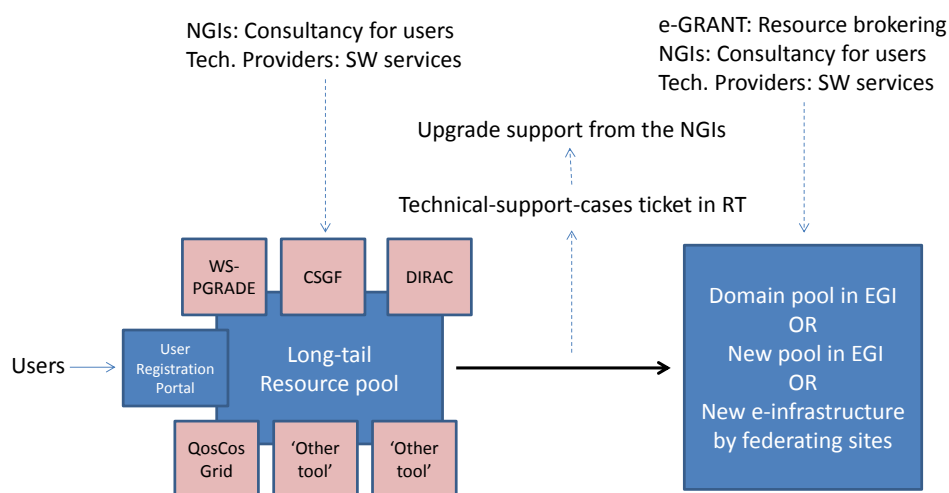 NGIs: Consultancy for users
Tech. Providers: SW services
e-GRANT: Resource brokering
NGIs: Consultancy for users
Tech. Providers: SW services
Upgrade support from the NGIs
Technical-support-cases ticket in RT
WS-
PGRADE
CSGF
DIRAC
Users
User
Registration
Portal
Long-tail
Resource pool
QosCos
Grid
‘Other
tool’
‘Other
tool’
Domain pool in EGI
OR
New pool in EGI
OR
New e-infrastructure
by federating sites